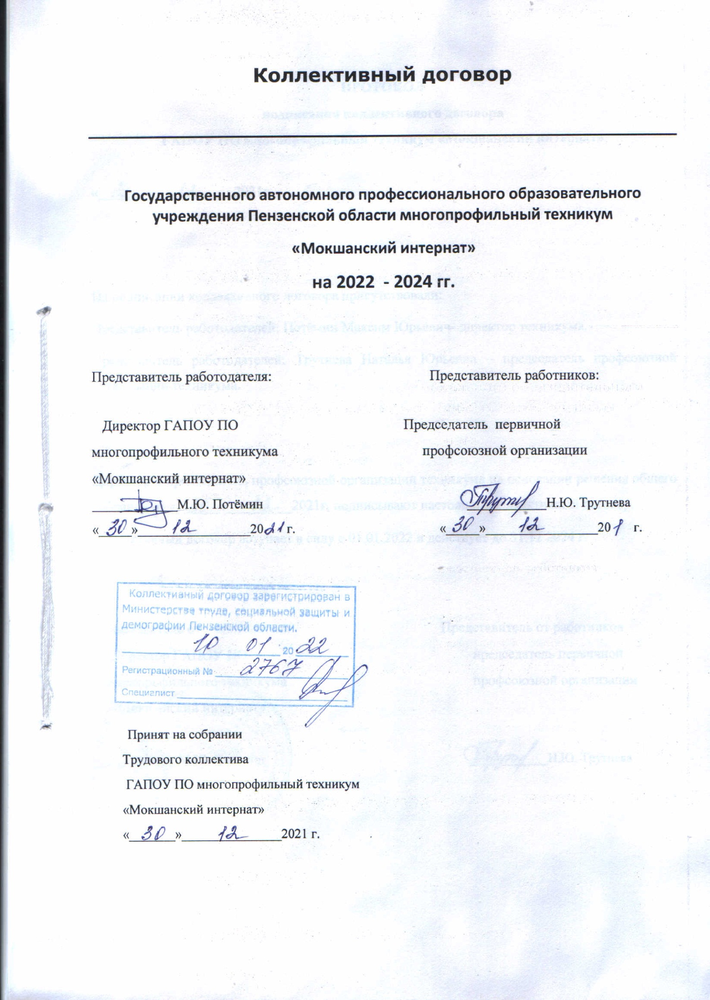 Коллективный договор
Государственного автономного профессионального образовательного
учреждения Пензенской области многопрофильный техникум
«Мокшанский интернат»
на 2022 - 2024 гг.
Представитель работодателя: Представитель работников:
Директор ГАПОУ ПО Председатель первичной
многопрофильного техникума профсоюзной организации
«Мокшанский интернат»
М.Ю. Потёмин Н.Ю. Трутнева
«30» 12 2021 г. «30» 12 201 г.
Коллективный договор зарегистрирован в
Министерстве труда, социальной защиты и
демографии Пензенской области.
10 01 2022
Регистрационный № 2767
Специалист
Принят на собрании
Трудового коллектива
ГАПОУ ПО многопрофильный техникум
«Мокшанский интернат»
«30» 12 2021 г.